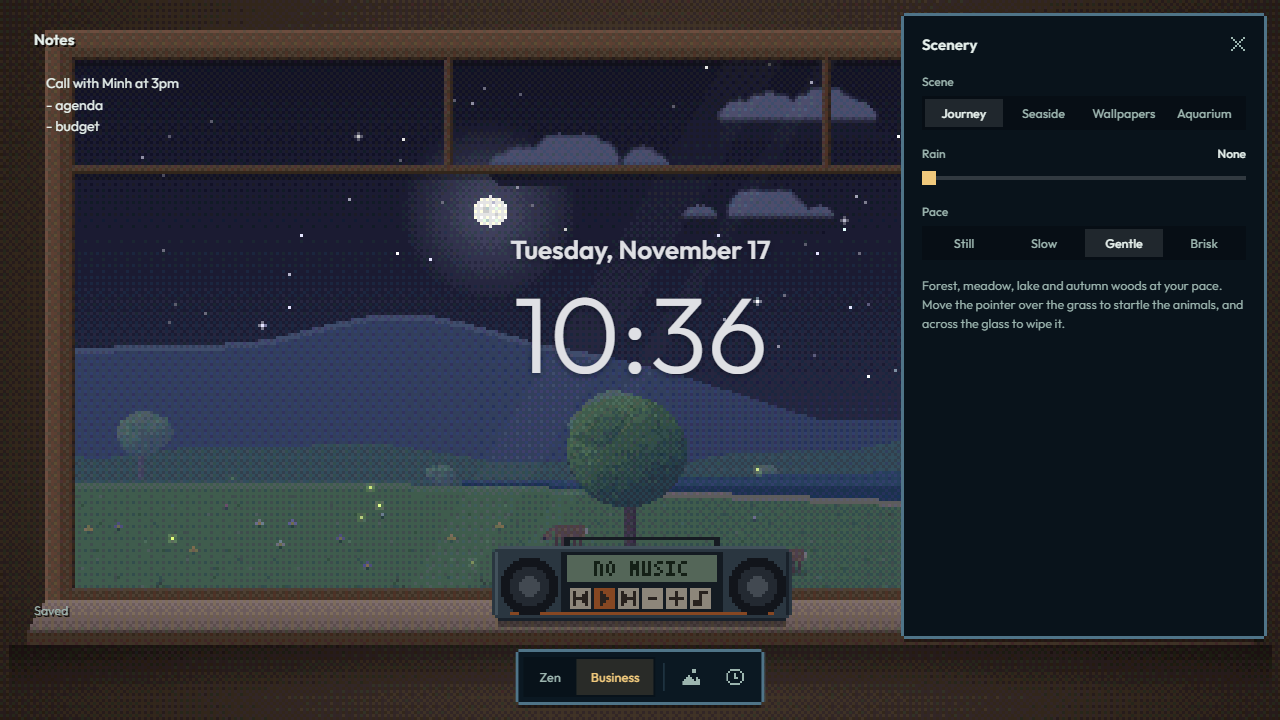 Notes
Call with Minh at 3pm
- agenda
- budget
Tuesday, November 17
10:36
NO MUSIC
Saved
Zen
Business
Scenery
Scene
Journey
Seaside
Wallpapers
Aquarium
Rain
None
Pace
Still
Slow
Gentle
Brisk
Forest, meadow, lake and autumn woods at your pace.
Move the pointer over the grass to startle the animals, and
across the glass to wipe it.